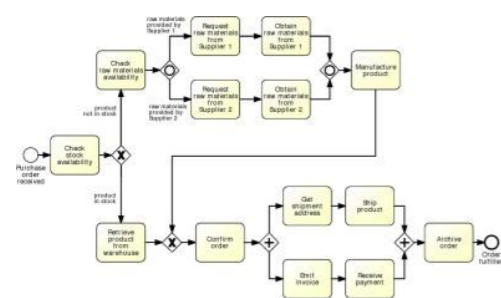 raw materials
provided by
Supplier 1
Request
raw materials
from
Supplier 1
Obtain
raw materials
from
Supplier 1
Check
raw materials
availability
Manufacture
product
raw materials
provided by
Supplier 2
Request
raw materials
from
Supplier 2
Obtain
raw materials
from
Supplier 2
product
not in stock
Purchase
order
received
Check
stock
availability
product
in stock
Retrieve
product
from
warehouse
Confirm
order
Get
shipment
address
Ship
product
Emit
invoice
Receive
payment
Archive
order
Order
fulfille